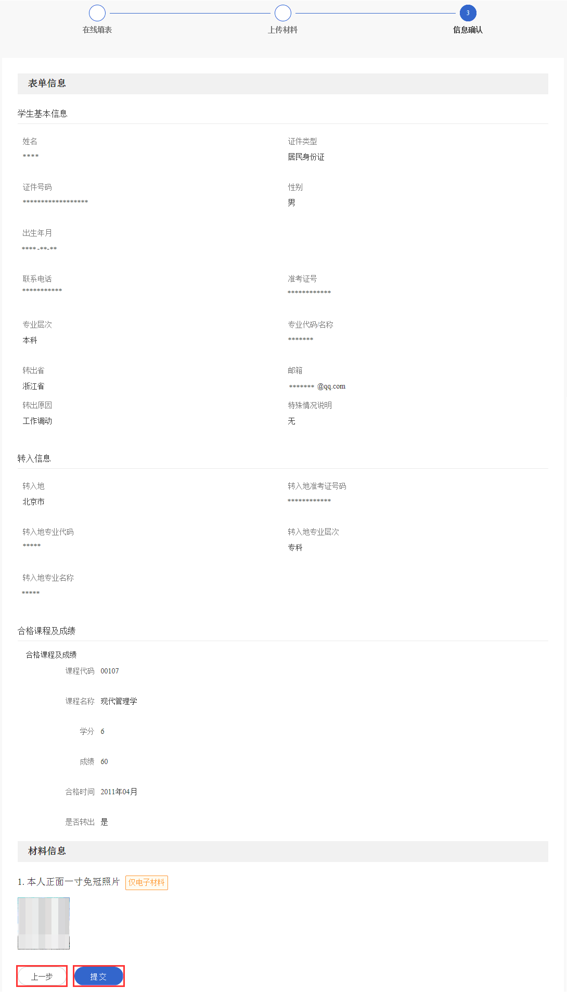 3
在线填表 上传材料 信息确认
表单信息
学生基本信息
姓名 证件类型
**** 居民身份证
证件号码 性别
****************** 男
出生年月
****-**-**
联系电话 准考证号
*********** ************
专业层次 专业代码/名称
本科 *******
转出省 邮箱
浙江省 ******* @qq.com
转出原因 特殊情况说明
工作调动 无
转入信息
转入地 转入地准考证号码
北京市 ************
转入地专业代码 转入地专业层次
***** 专科
转入地专业名称
*****
合格课程及成绩
合格课程及成绩
课程代码 00107
课程名称 现代管理学
学分 6
成绩 60
合格时间 2011年04月
是否转出 是
材料信息
1. 本人正面一寸免冠照片 仅电子材料
上一步 提交